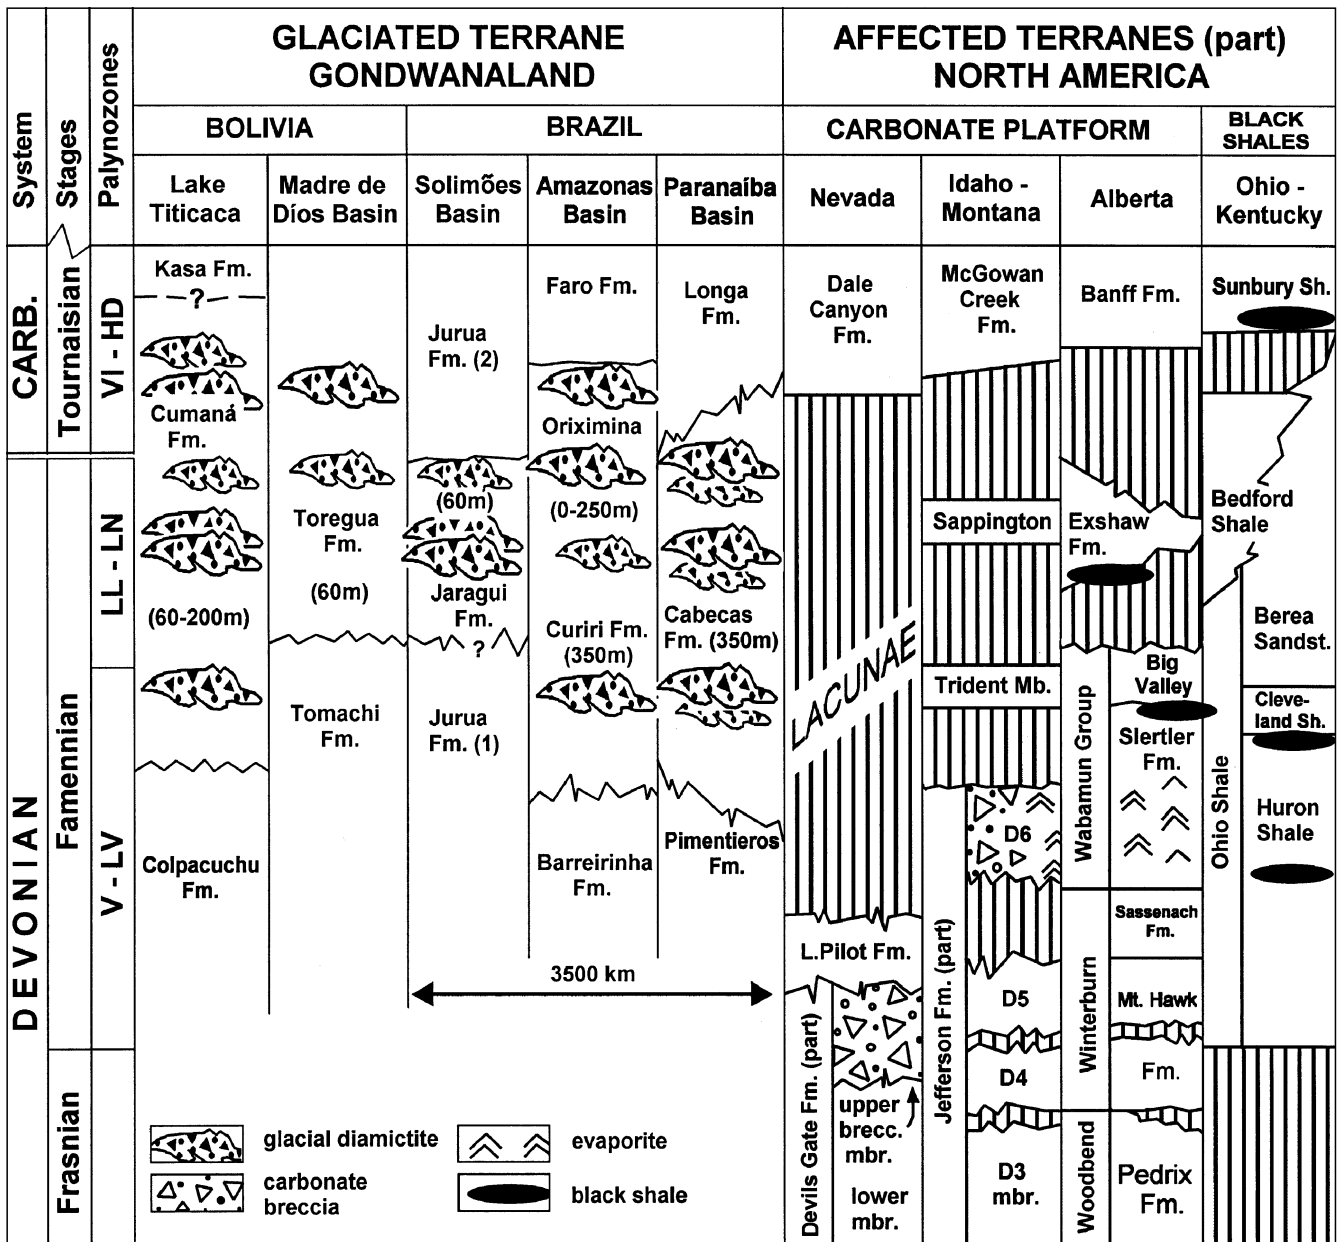 GLACIATED TERRANE
GONDWANALAND
AFFECTED TERRANES (part)
NORTH AMERICA
System
Stages
Palynozones
BOLIVIA
BRAZIL
CARBONATE PLATFORM
BLACK
SHALES
Lake
Titicaca
Madre de
Díos Basin
Solimões
Basin
Amazonas
Basin
Paranaíba
Basin
Nevada
Idaho -
Montana
Alberta
Ohio -
Kentucky
CARB.
DEVONIAN
Tournaisian
Famennian
Frasnian
VI - HD
LL - LN
V - LV
Kasa Fm.
?
Cumaná
Fm.
(60-200m)
Colpacuchu
Fm.
Toregua
Fm.
(60m)
Tomachi
Fm.
Jurua
Fm. (2)
(60m)
Jaragui
Fm.
?
Jurua
Fm. (1)
Faro Fm.
Oriximina
(0-250m)
Curiri Fm.
(350m)
Barreirinha
Fm.
Longa
Fm.
Cabecas
Fm. (350m)
Pimentieros
Fm.
3500 km
Dale
Canyon
Fm.
LACUNAE
L.Pilot Fm.
Devils Gate Fm. (part)
upper
brecc.
mbr.
lower
mbr.
McGowan
Creek
Fm.
Sappington
Trident Mb.
Jefferson Fm. (part)
D6
D5
D4
D3
mbr.
Banff Fm.
Exshaw
Fm.
Wabamun Group
Big
Valley
Slertler
Fm.
Winterburn
Sassenach
Fm.
Mt. Hawk
Fm.
Woodbend
Pedrix
Fm.
Sunbury Sh.
Bedford
Shale
Berea
Sandst.
Ohio Shale
Cleve-
land Sh.
Huron
Shale
glacial diamictite
carbonate
breccia
evaporite
black shale